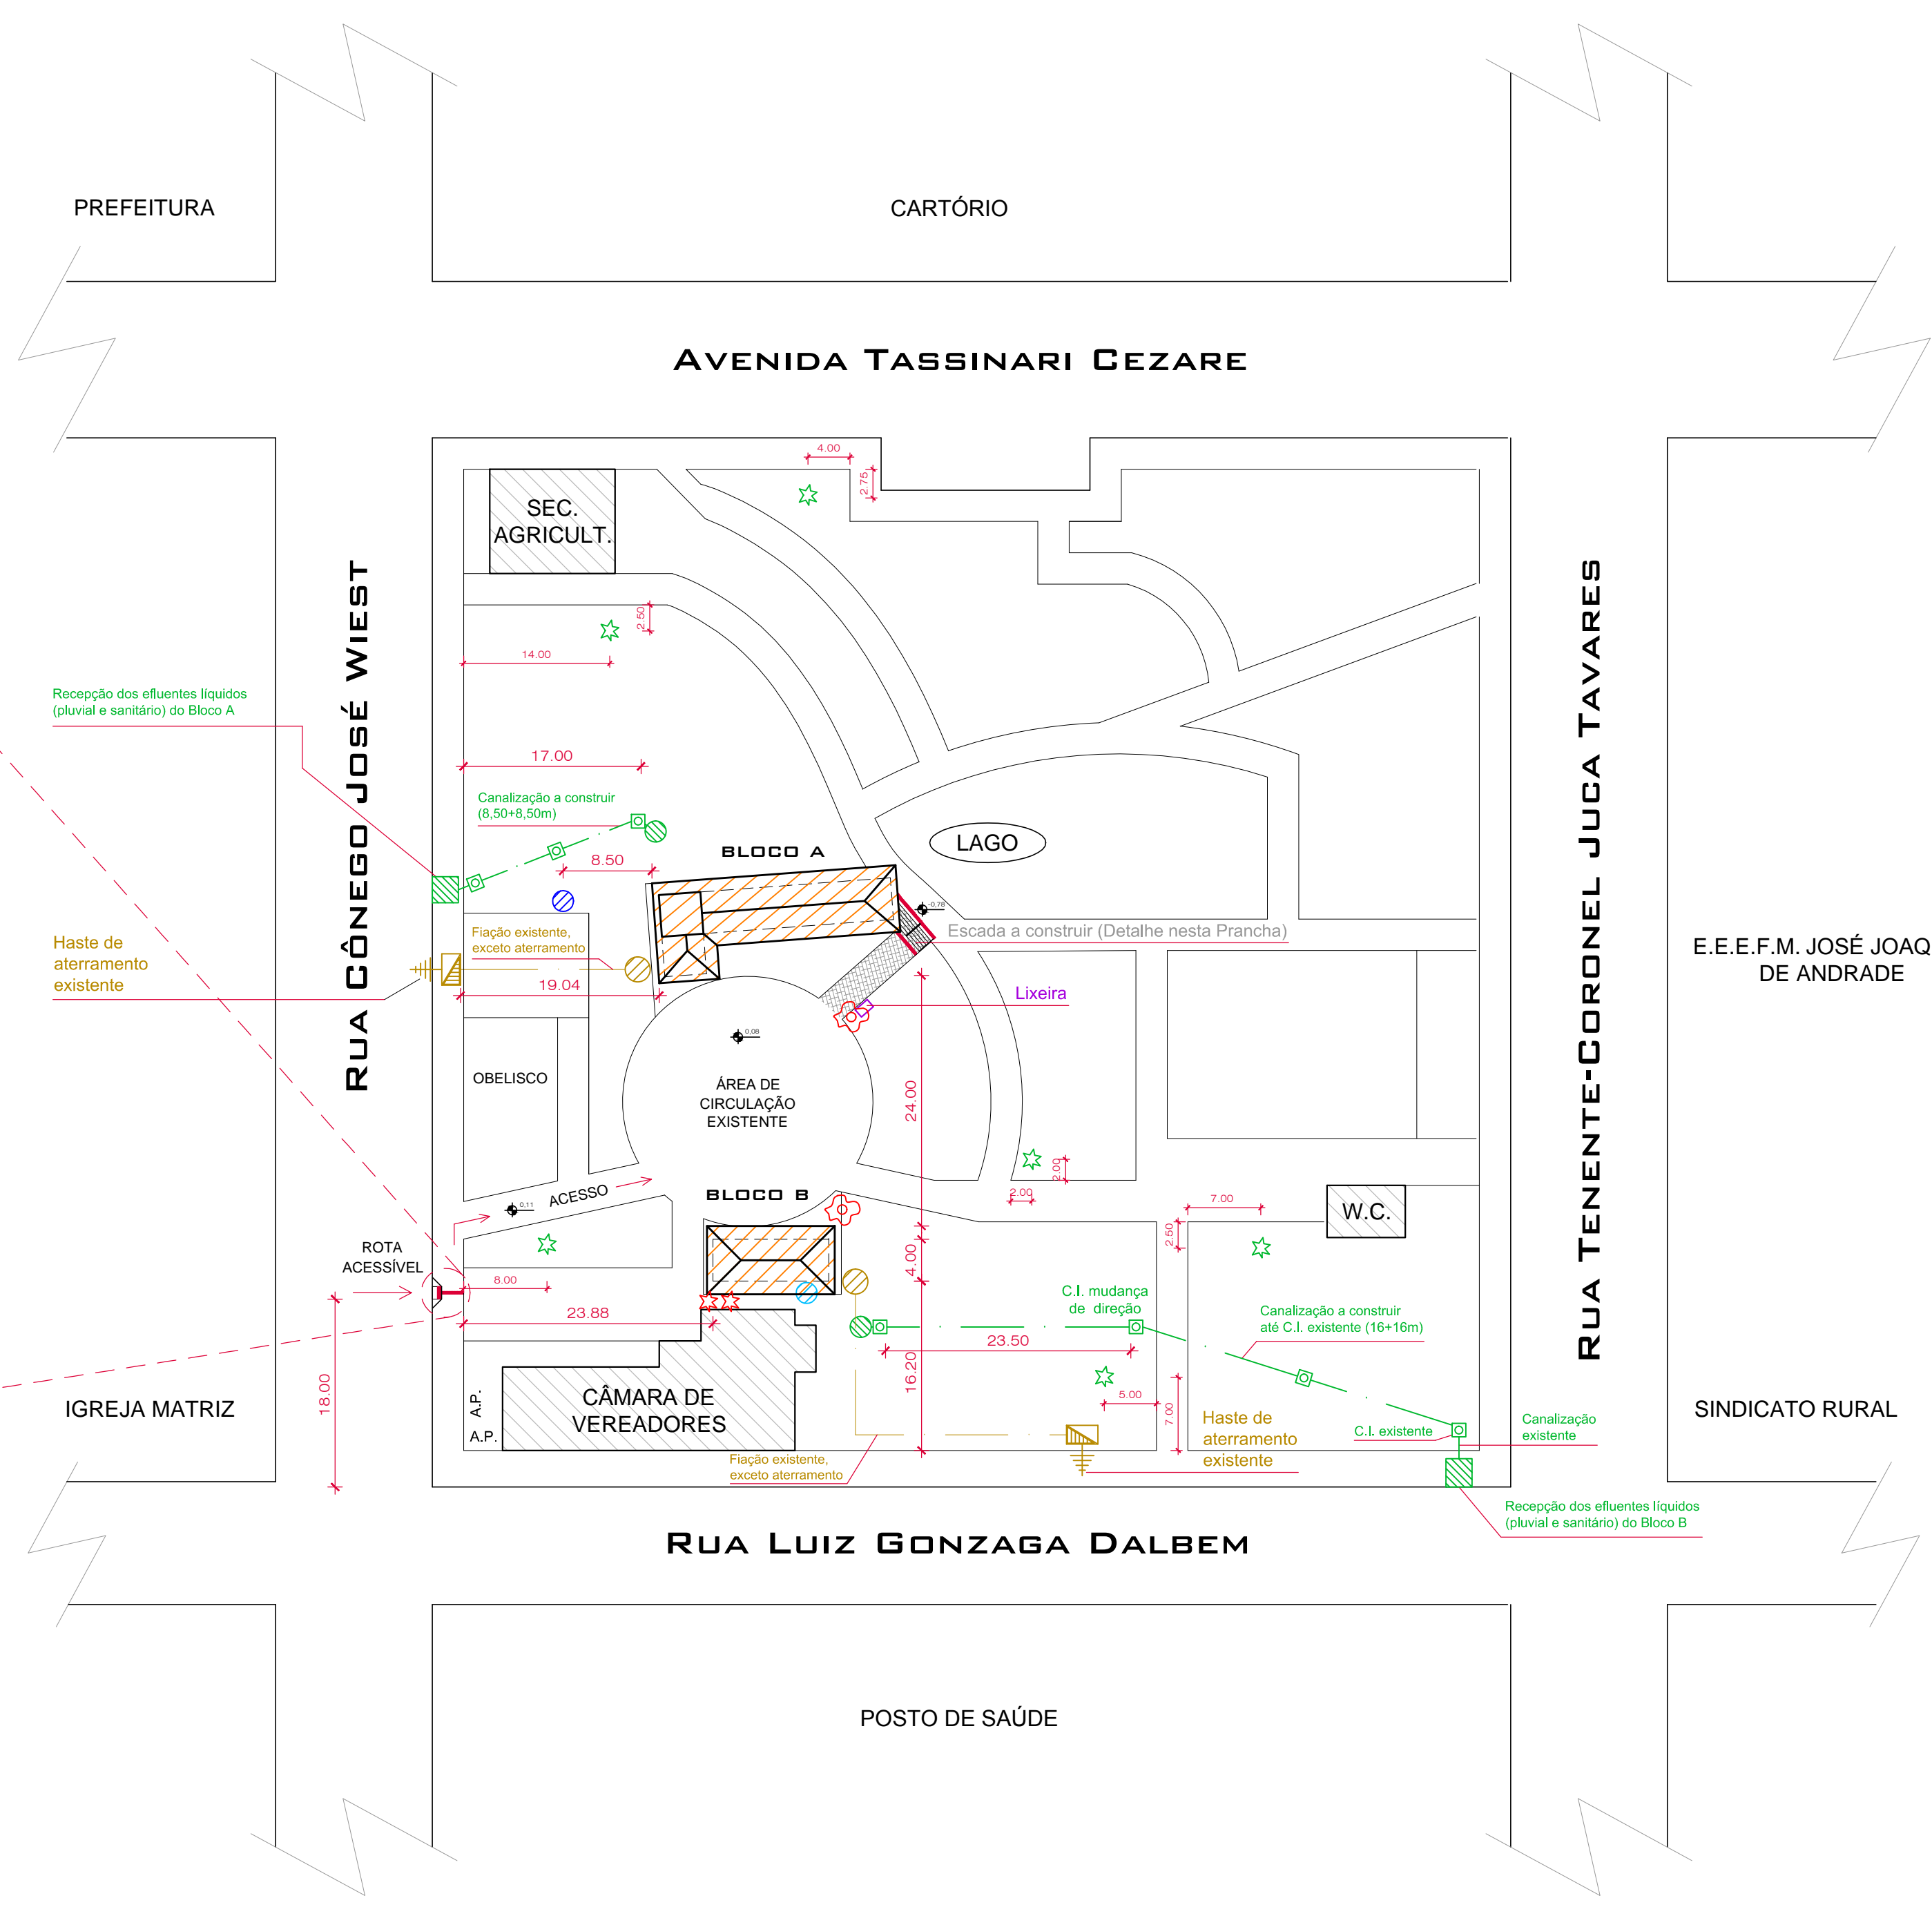 PREFEITURA
CARTÓRIO
AVENIDA TASSINARI CEZARE
4.00
2.75
SEC.
AGRICULT.
2.50
14.00
RUA CÔNEGO JOSÉ WIEST
RUA TENENTE-CORONEL JUCA TAVARES
Recepção dos efluentes líquidos
(pluvial e sanitário) do Bloco A
17.00
Canalização a construir
(8,50+8,50m)
8.50
BLOCO A
LAGO
-0,78
Escada a construir (Detalhe nesta Prancha)
Fiação existente,
exceto aterramento
Haste de
aterramento
existente
19.04
Lixeira
E.E.E.F.M. JOSÉ JOAQ
DE ANDRADE
0,08
OBELISCO
ÁREA DE
CIRCULAÇÃO
EXISTENTE
24.00
2.00
2.00
ACESSO
0,11
BLOCO B
7.00
2.50
W.C.
ROTA
ACESSÍVEL
8.00
4.00
23.88
C.I. mudança
de direção
Canalização a construir
até C.I. existente (16+16m)
23.50
18.00
16.20
5.00
7.00
IGREJA MATRIZ
A.P.
A.P.
CÂMARA DE
VEREADORES
Haste de
aterramento
existente
C.I. existente
Canalização
existente
SINDICATO RURAL
Fiação existente,
exceto aterramento
Recepção dos efluentes líquidos
(pluvial e sanitário) do Bloco B
RUA LUIZ GONZAGA DALBEM
POSTO DE SAÚDE